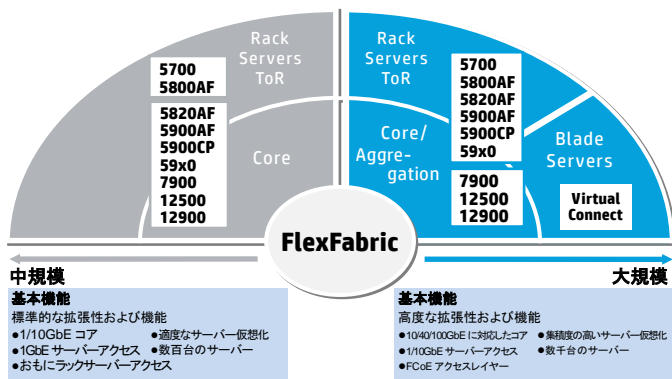 Rack
Servers
ToR
5700
5800AF
5820AF
5900AF
5900CP
59x0
7900
12500
12900
Core
Rack
Servers
ToR
5700
5800AF
5820AF
5900AF
5900CP
59x0
Core/
Aggre-
gation
7900
12500
12900
Blade
Servers
Virtual
Connect
FlexFabric
中規模
大規模
基本機能
標準的な拡張性および機能
●1/10GbE コア ●適度なサーバー仮想化
●1GbE サーバーアクセス ●数百台のサーバー
●おもにラックサーバーアクセス
基本機能
高度な拡張性および機能
●10/40/100GbE に対応したコア ●集積度の高いサーバー仮想化
●1/10GbE サーバーアクセス ●数千台のサーバー
●FCoE アクセスレイヤー